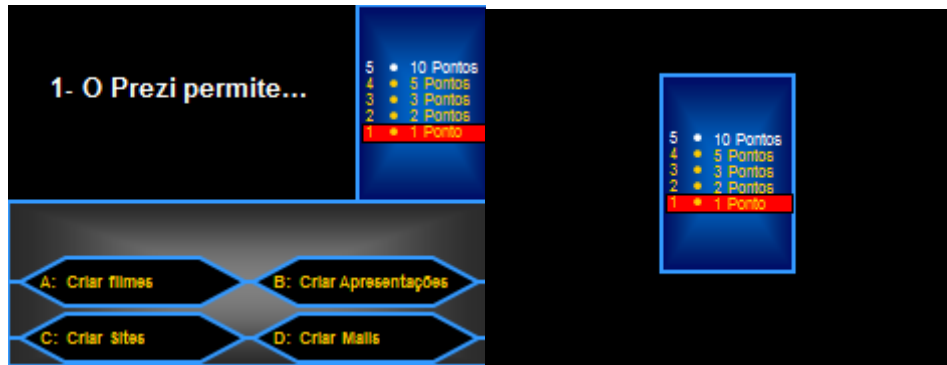 1- O Prezi permite...
5 • 10 Pontos
4 • 5 Pontos
3 • 3 Pontos
2 • 2 Pontos
1 • 1 Ponto
A: Criar filmes
B: Criar Apresentações
C: Criar Sites
D: Criar Mails
5 • 10 Pontos
4 • 5 Pontos
3 • 3 Pontos
2 • 2 Pontos
1 • 1 Ponto